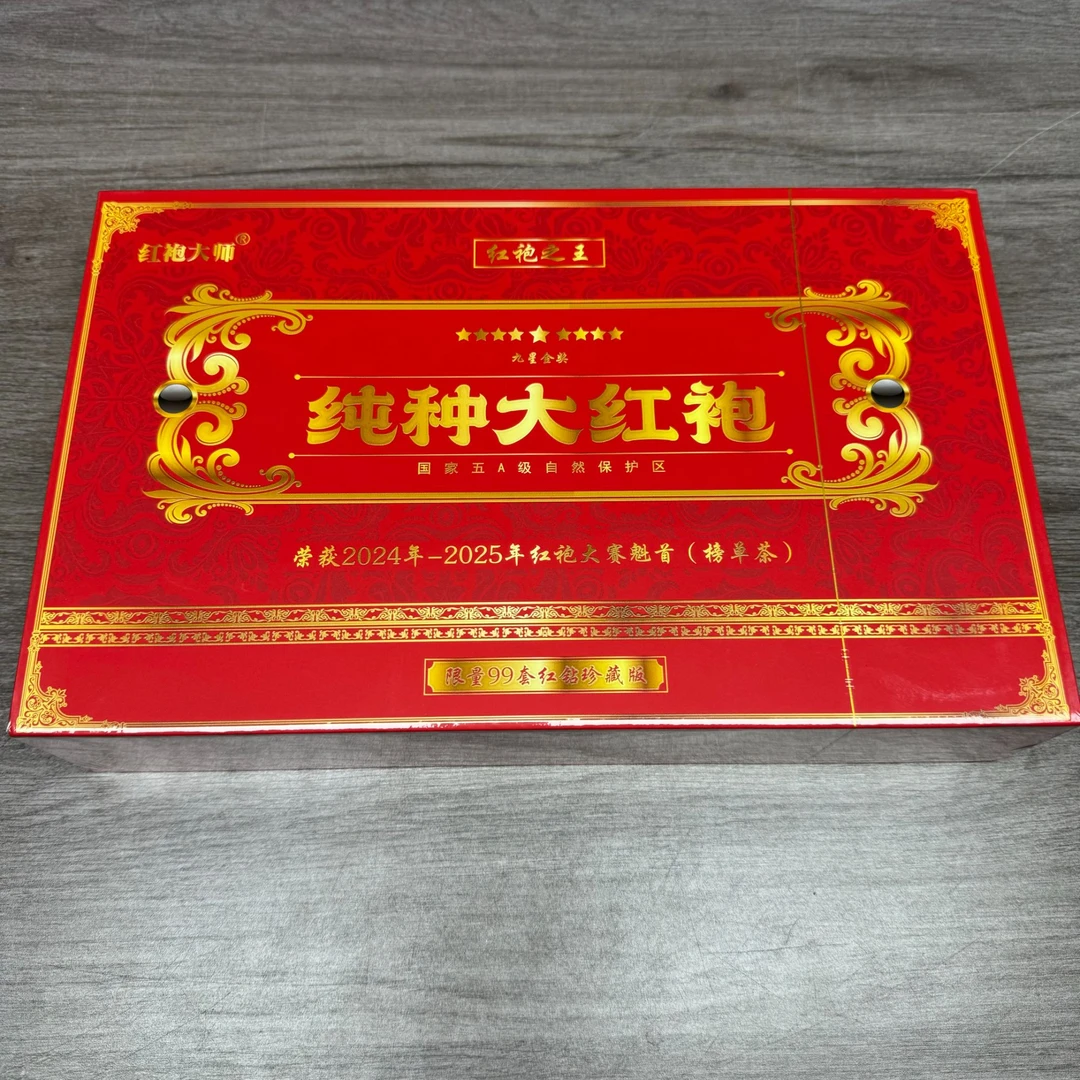 红袍大师®
红袍之王
九星金奖
纯种大红袍
国家五A级自然保护区
荣获2024年-2025年红袍大赛魁首（榜单茶）
限量99套红钻珍藏版